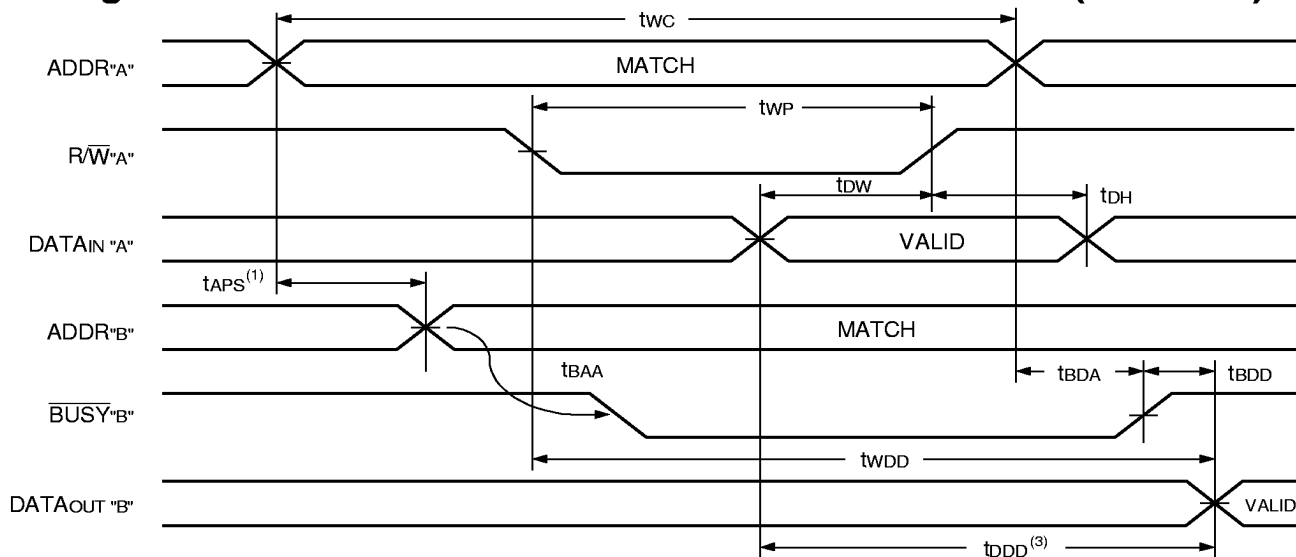 tWC
ADDR"A"
MATCH
tWP
R/W"A"
tDW
tDH
DATAIN "A"
VALID
tAPS(1)
ADDR"B"
MATCH
tBAA
tBDA
tBDD
BUSY"B"
tWDD
DATAOUT "B"
VALID
tDDD(3)